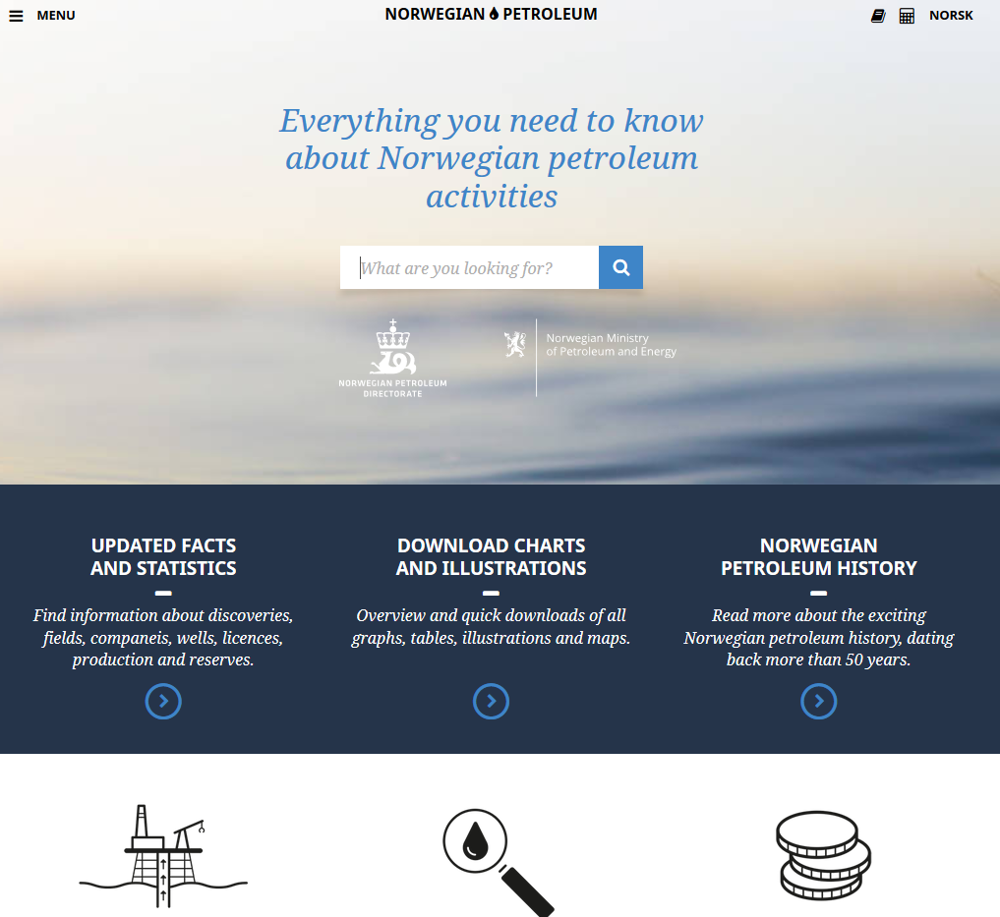 MENU
NORWEGIAN PETROLEUM
NORSK
Everything you need to know
about Norwegian petroleum
activities
What are you looking for?
NORWEGIAN PETROLEUM
DIRECTORATE
Norwegian Ministry
of Petroleum and Energy
UPDATED FACTS
AND STATISTICS
Find information about discoveries,
fields, companeis, wells, licences,
production and reserves.
DOWNLOAD CHARTS
AND ILLUSTRATIONS
Overview and quick downloads of all
graphs, tables, illustrations and maps.
NORWEGIAN
PETROLEUM HISTORY
Read more about the exciting
Norwegian petroleum history, dating
back more than 50 years.